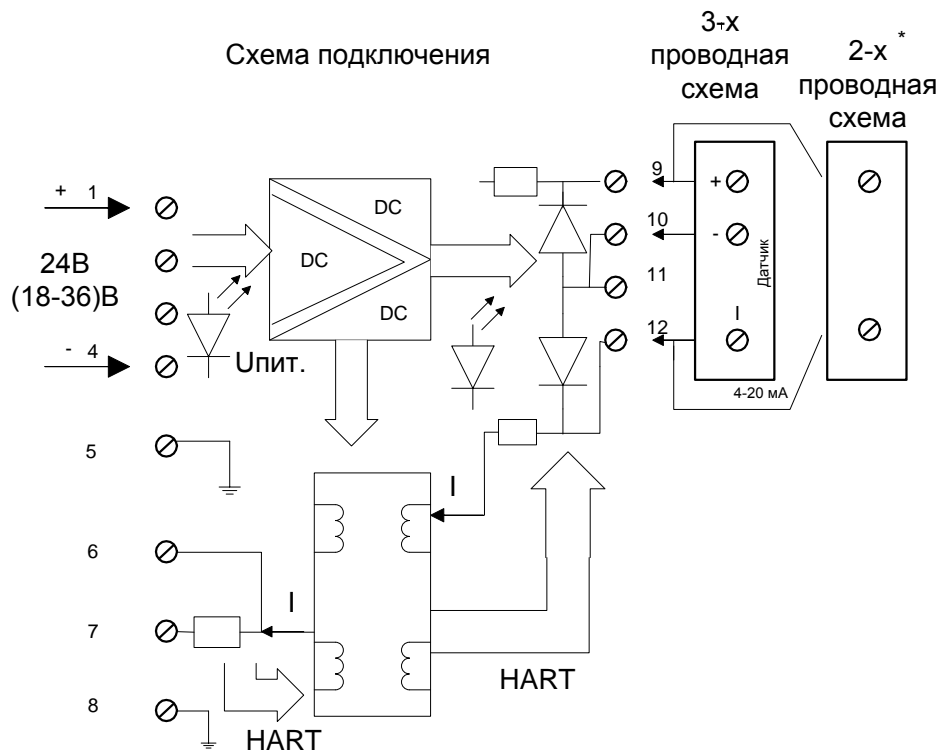 Схема подключения
3-х
проводная
схема
2-х *
проводная
схема
+ 1
24В
(18-36)В
- 4
Uпит.
DC
DC
DC
9
10
11
12
+
-
I
Датчик
4-20 мА
5
6
7
8
I
I
HART
HART